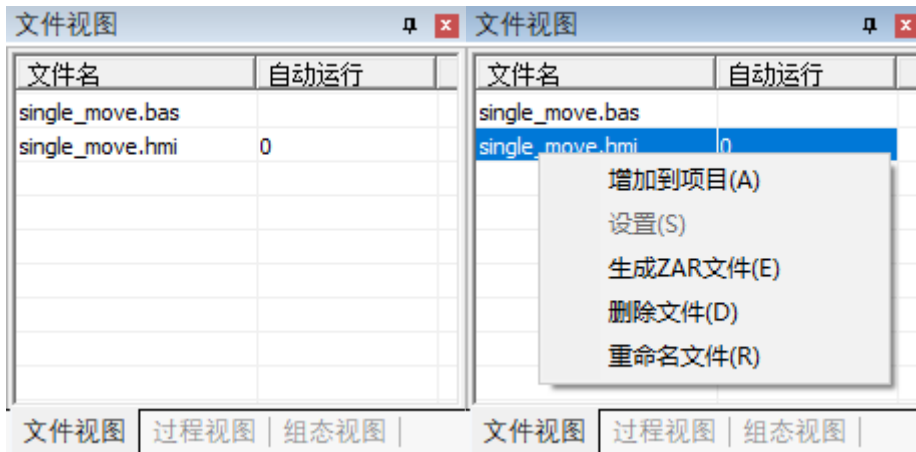 文件视图
文件名 自动运行
single_move.bas
single_move.hmi 0
文件视图 过程视图 组态视图
文件视图
文件名 自动运行
single_move.bas
single_move.hmi 0
增加到项目(A)
设置(S)
生成ZAR文件(E)
删除文件(D)
重命名文件(R)
文件视图 过程视图 组态视图